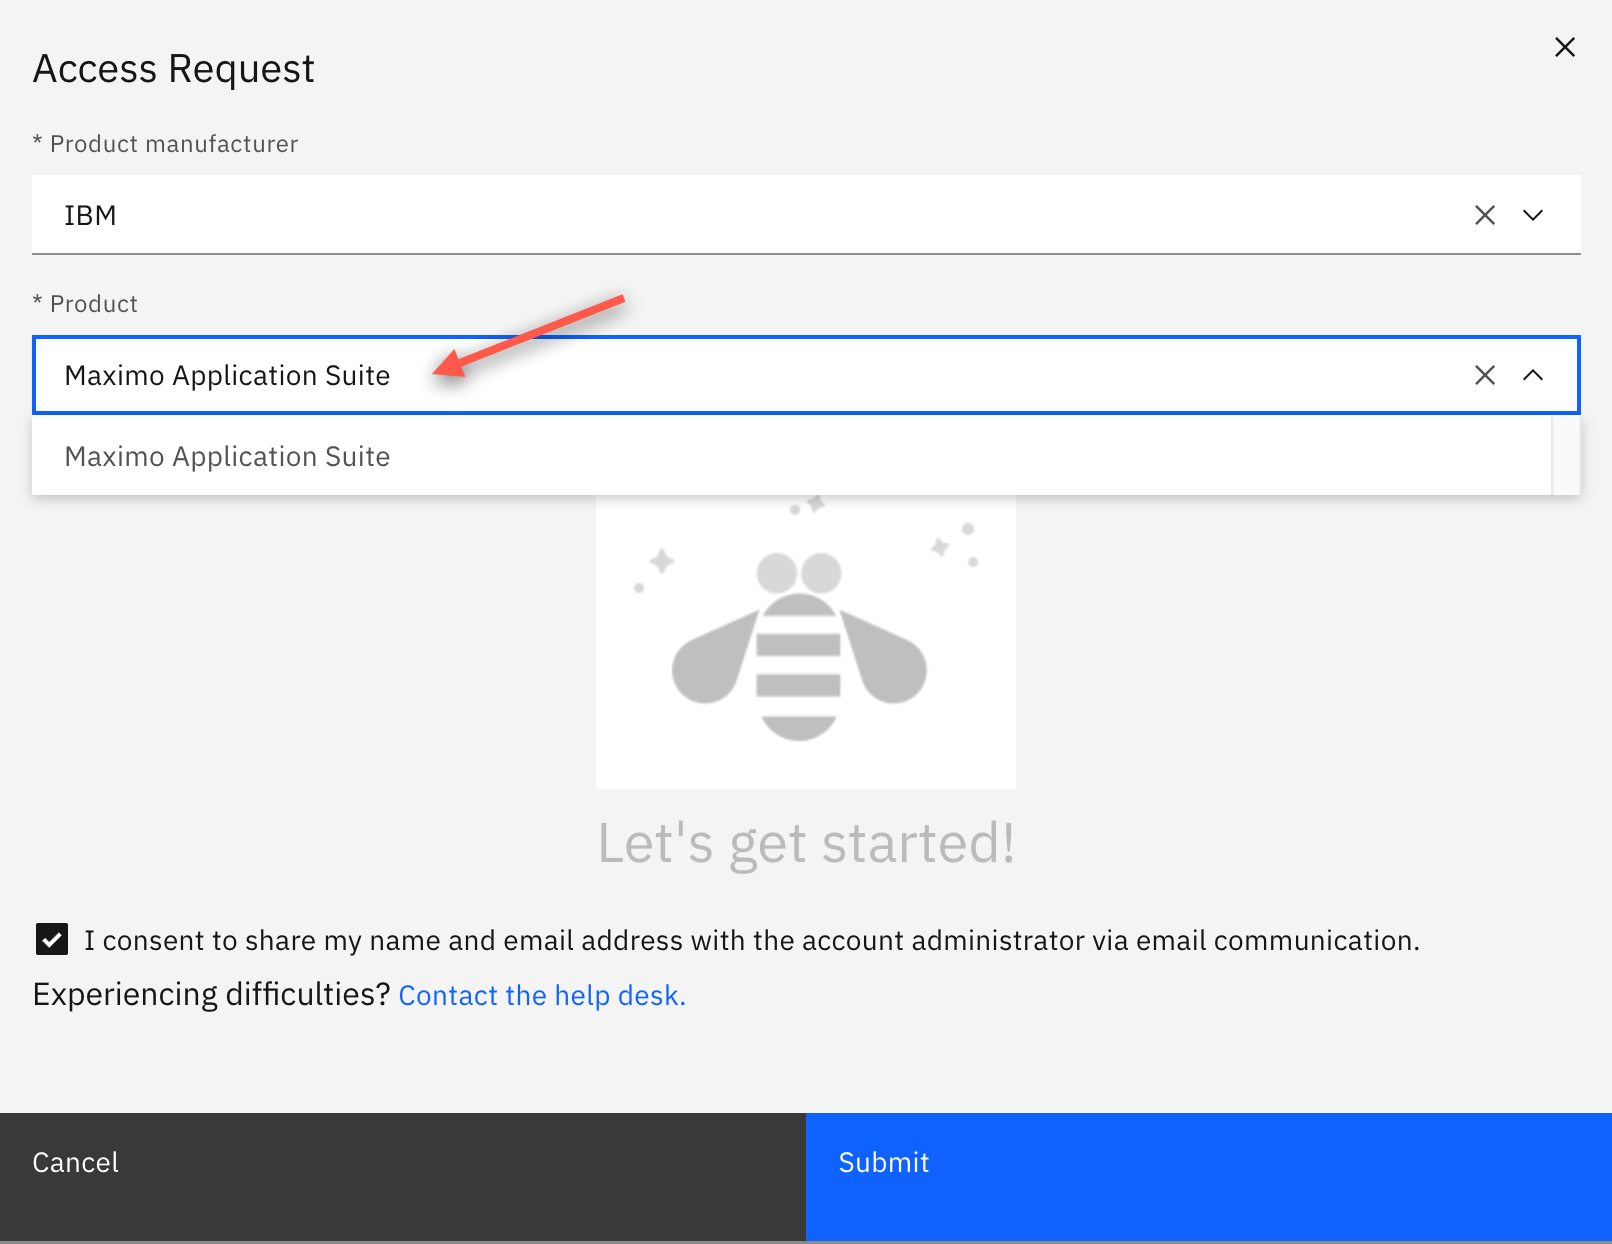 Access Request
* Product manufacturer
IBM
* Product
Maximo Application Suite
Maximo Application Suite
Let's get started!
I consent to share my name and email address with the account administrator via email communication.
Experiencing difficulties? Contact the help desk.
Cancel
Submit